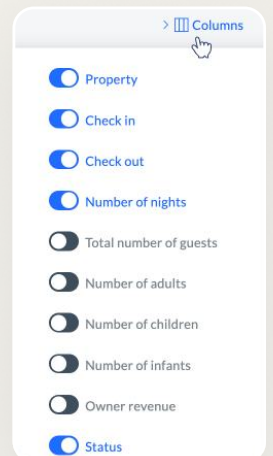 > Columns
Property
Check in
Check out
Number of nights
Total number of guests
Number of adults
Number of children
Number of infants
Owner revenue
Status